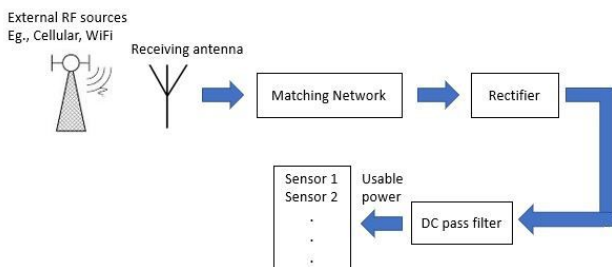 External RF sources
Eg., Cellular, WiFi
Receiving antenna
Matching Network
Rectifier
Sensor 1
Sensor 2
.
.
.
Usable
power
DC pass filter